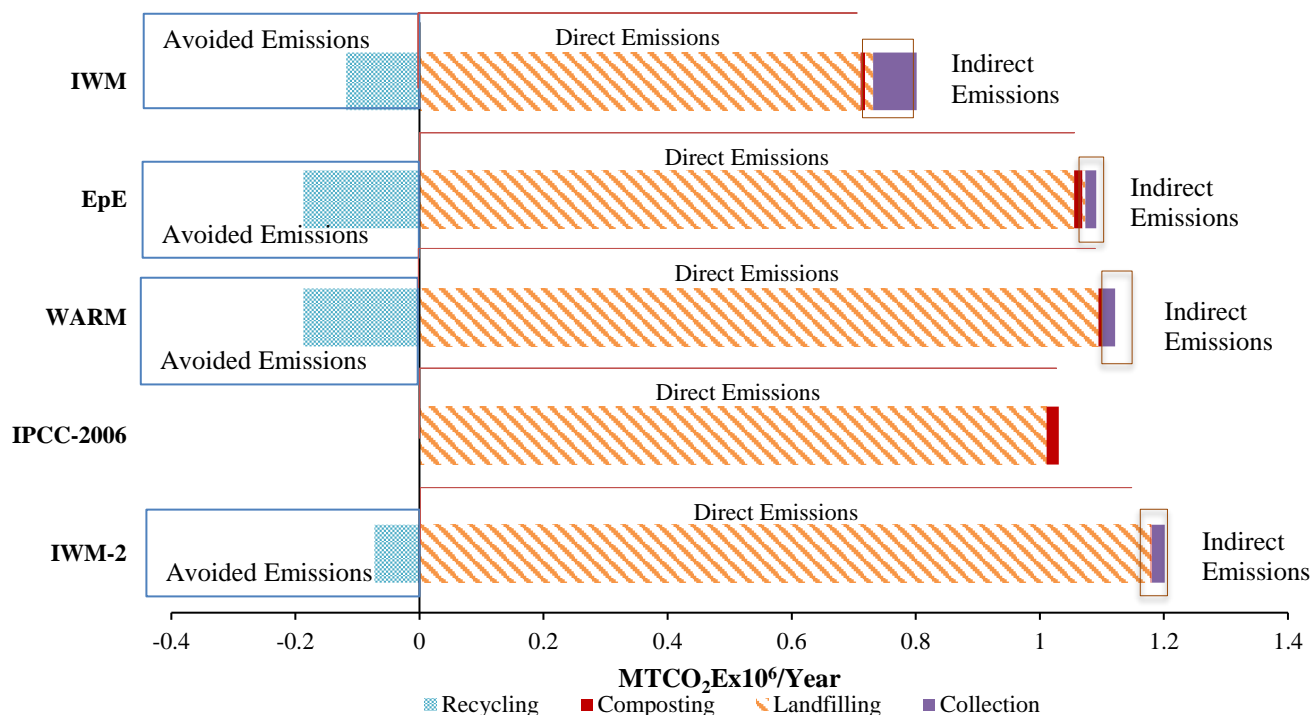 Avoided Emissions
Direct Emissions
IWM
Indirect
Emissions
Direct Emissions
EpE
Indirect
Emissions
Avoided Emissions
Direct Emissions
WARM
Indirect
Emissions
Avoided Emissions
Direct Emissions
IPCC-2006
Direct Emissions
IWM-2
Indirect
Emissions
Avoided Emissions
-0.4 -0.2 0 0.2 0.4 0.6 0.8 1 1.2 1.4
MTCO₂Ex10⁶/Year
Recycling Composting Landfilling Collection